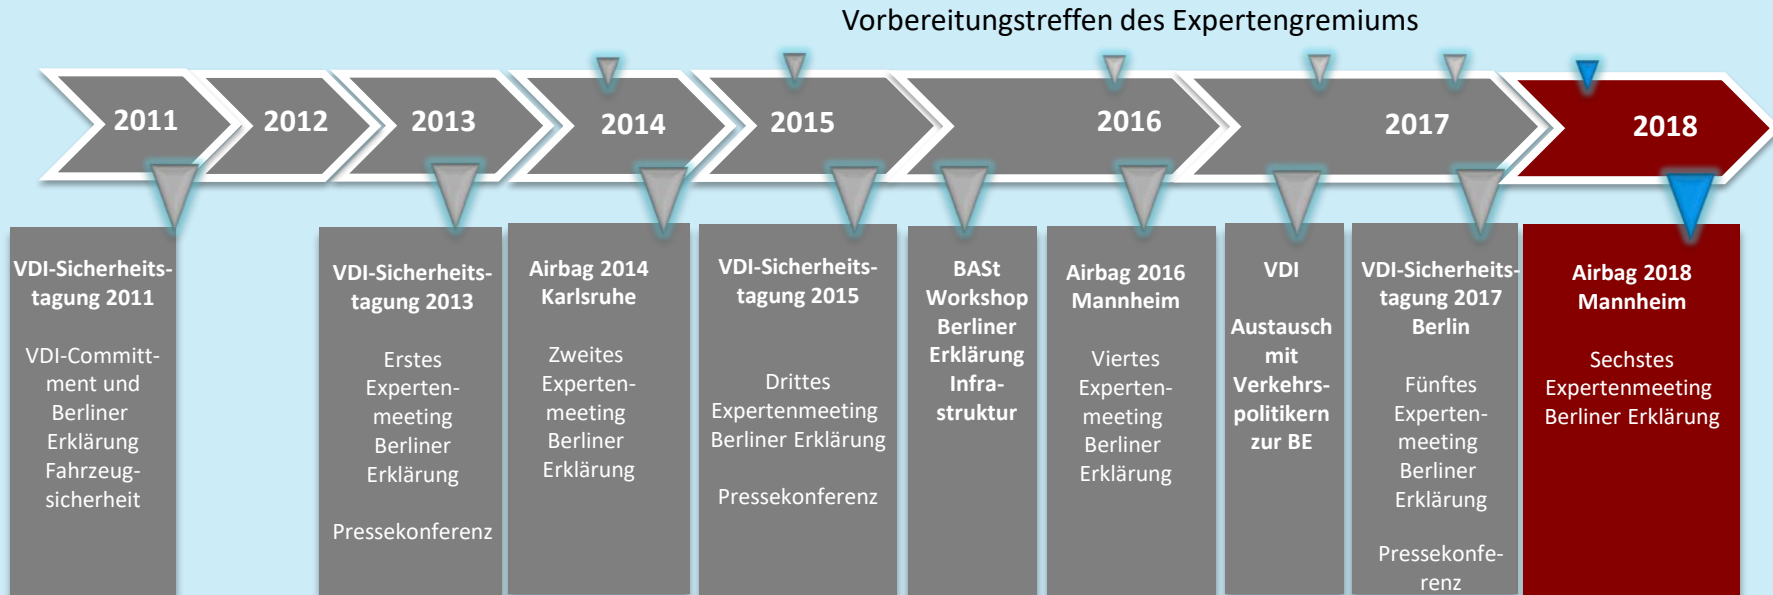 Vorbereitungstreffen des Expertengremiums
2011
2012
2013
2014
2015
2016
2017
2018
VDI-Sicherheits-
tagung 2011
VDI-Committ-
ment und
Berliner
Erklärung
Fahrzeug-
sicherheit
VDI-Sicherheits-
tagung 2013
Erstes
Experten-
meeting
Berliner
Erklärung
Pressekonferenz
Airbag 2014
Karlsruhe
Zweites
Experten-
meeting
Berliner
Erklärung
VDI-Sicherheits-
tagung 2015
Drittes
Expertenmeeting
Berliner Erklärung
Pressekonferenz
BASt
Workshop
Berliner
Erklärung
Infra-
struktur
Airbag 2016
Mannheim
Viertes
Experten-
meeting
Berliner
Erklärung
VDI
Austausch
mit
Verkehrs-
politikern
zur BE
VDI-Sicherheits-
tagung 2017
Berlin
Fünftes
Experten-
meeting
Berliner
Erklärung
Pressekonfe-
renz
Airbag 2018
Mannheim
Sechstes
Expertenmeeting
Berliner Erklärung